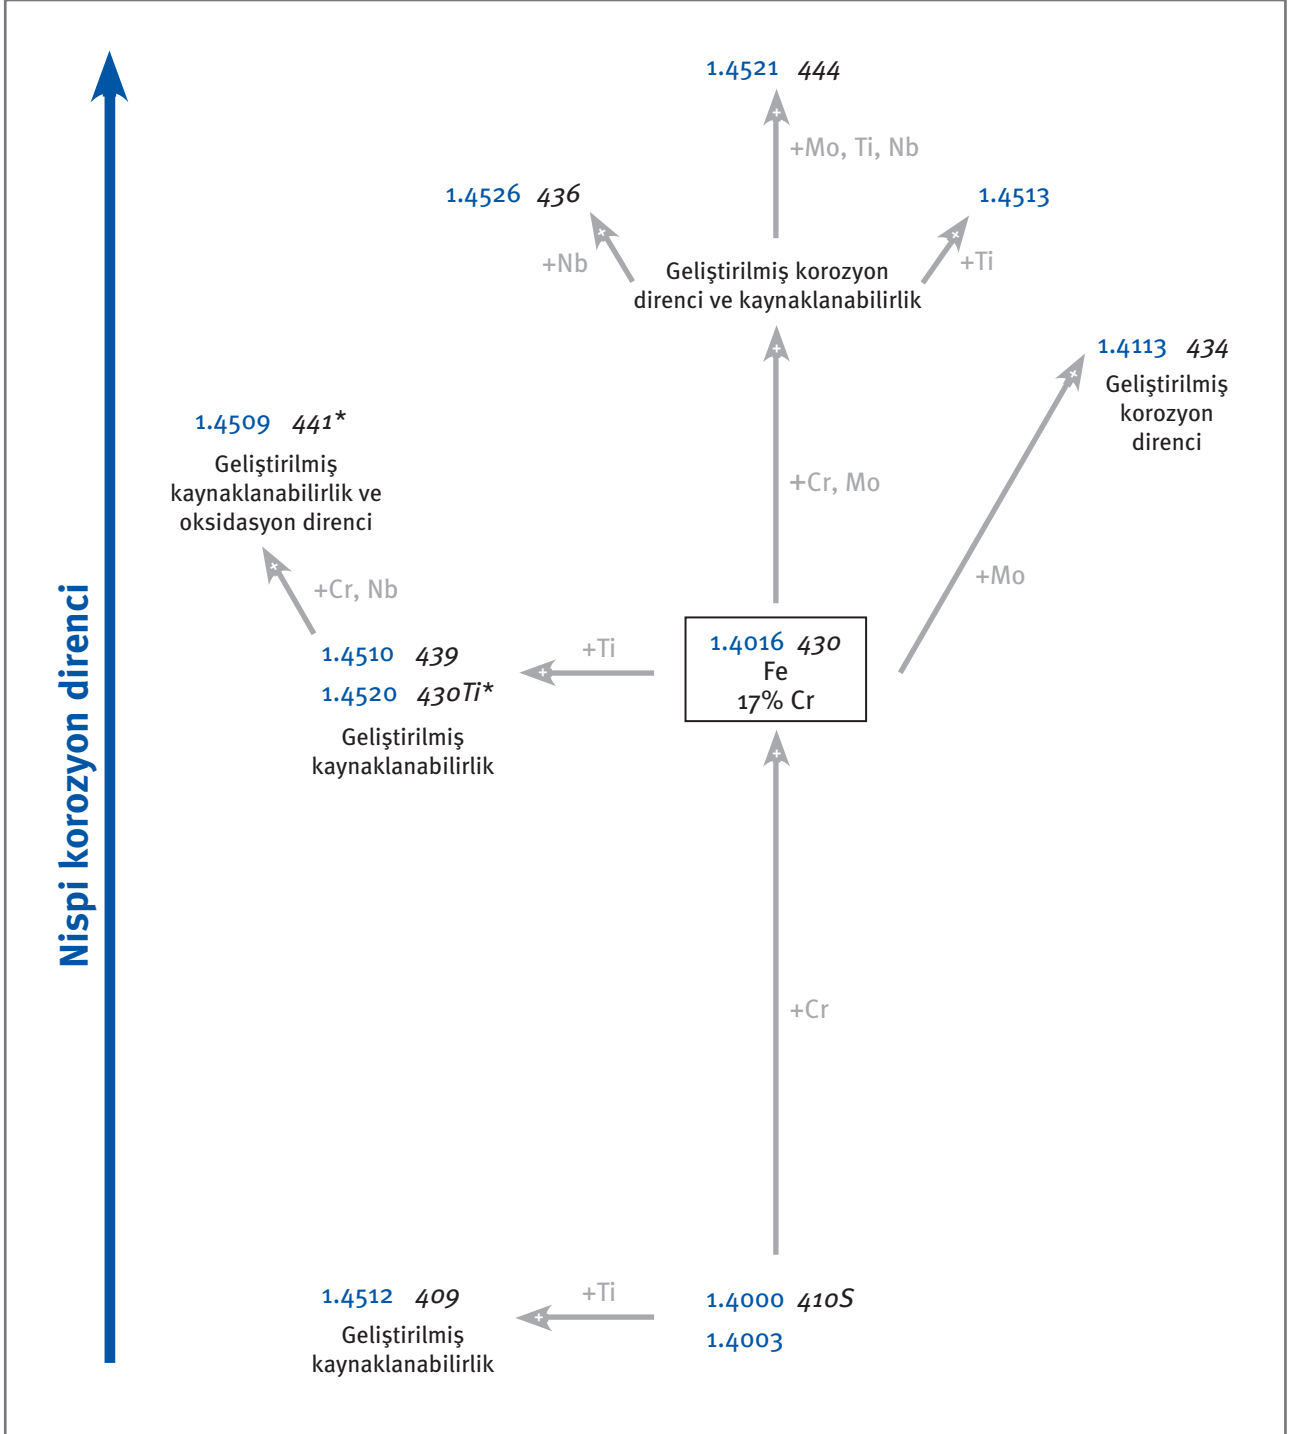 1.4521 444
+Mo, Ti, Nb
1.4526 436
1.4513
+Nb
+Ti
Geliştirilmiş korozyon
direnci ve kaynaklanabilirlik
1.4113 434
Geliştirilmiş
korozyon
direnci
1.4509 441*
Geliştirilmiş
kaynaklanabilirlik ve
oksidasyon direnci
+Cr, Mo
+Mo
+Cr, Nb
1.4510 439
1.4520 430Ti*
Geliştirilmiş
kaynaklanabilirlik
+Ti
1.4016 430
Fe
17% Cr
Nispi korozyon direnci
+Cr
1.4512 409
Geliştirilmiş
kaynaklanabilirlik
+Ti
1.4000 410S
1.4003